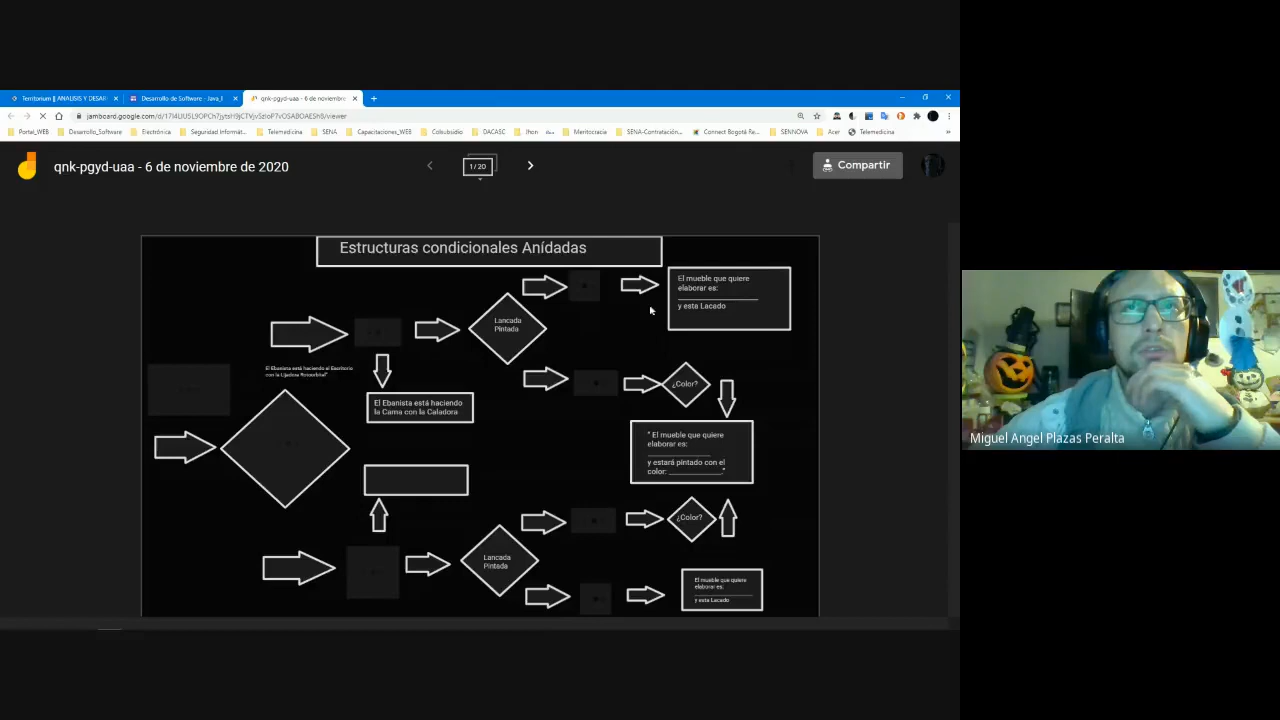 Territorium || ANALISIS Y DESAR
Desarrollo de Software - Java_I
qnk-pgyd-uaa - 6 de noviembre
Portal_WEB
Desarrollo_Software
Electrónica
Seguridad Informát...
Telemedicina
SENA
Capacitaciones_WEB
Colsubsidio
DACASC
Jhon
Meritocracia
SENA-Contratación...
Connect Bogotá Re...
SENNOVA
Acer
Telemedicina
qnk-pgyd-uaa - 6 de noviembre de 2020
1/20
Compartir
Estructuras condicionales Anídadas
El mueble que quiere
elaborar es:
y esta Lacado
Lancada
Pintada
El Ebanista está haciendo el Escritorio
con la Lijadora Rotoorbital"
El Ebanista está haciendo
la Cama con la Caladora
¿Color?
" El mueble que quiere
elaborar es:
y estará pintado con el
color: ____________."
Lancada
Pintada
¿Color?
El mueble que quiere
elaborar es:
y esta Lacado
Miguel Angel Plazas Peralta